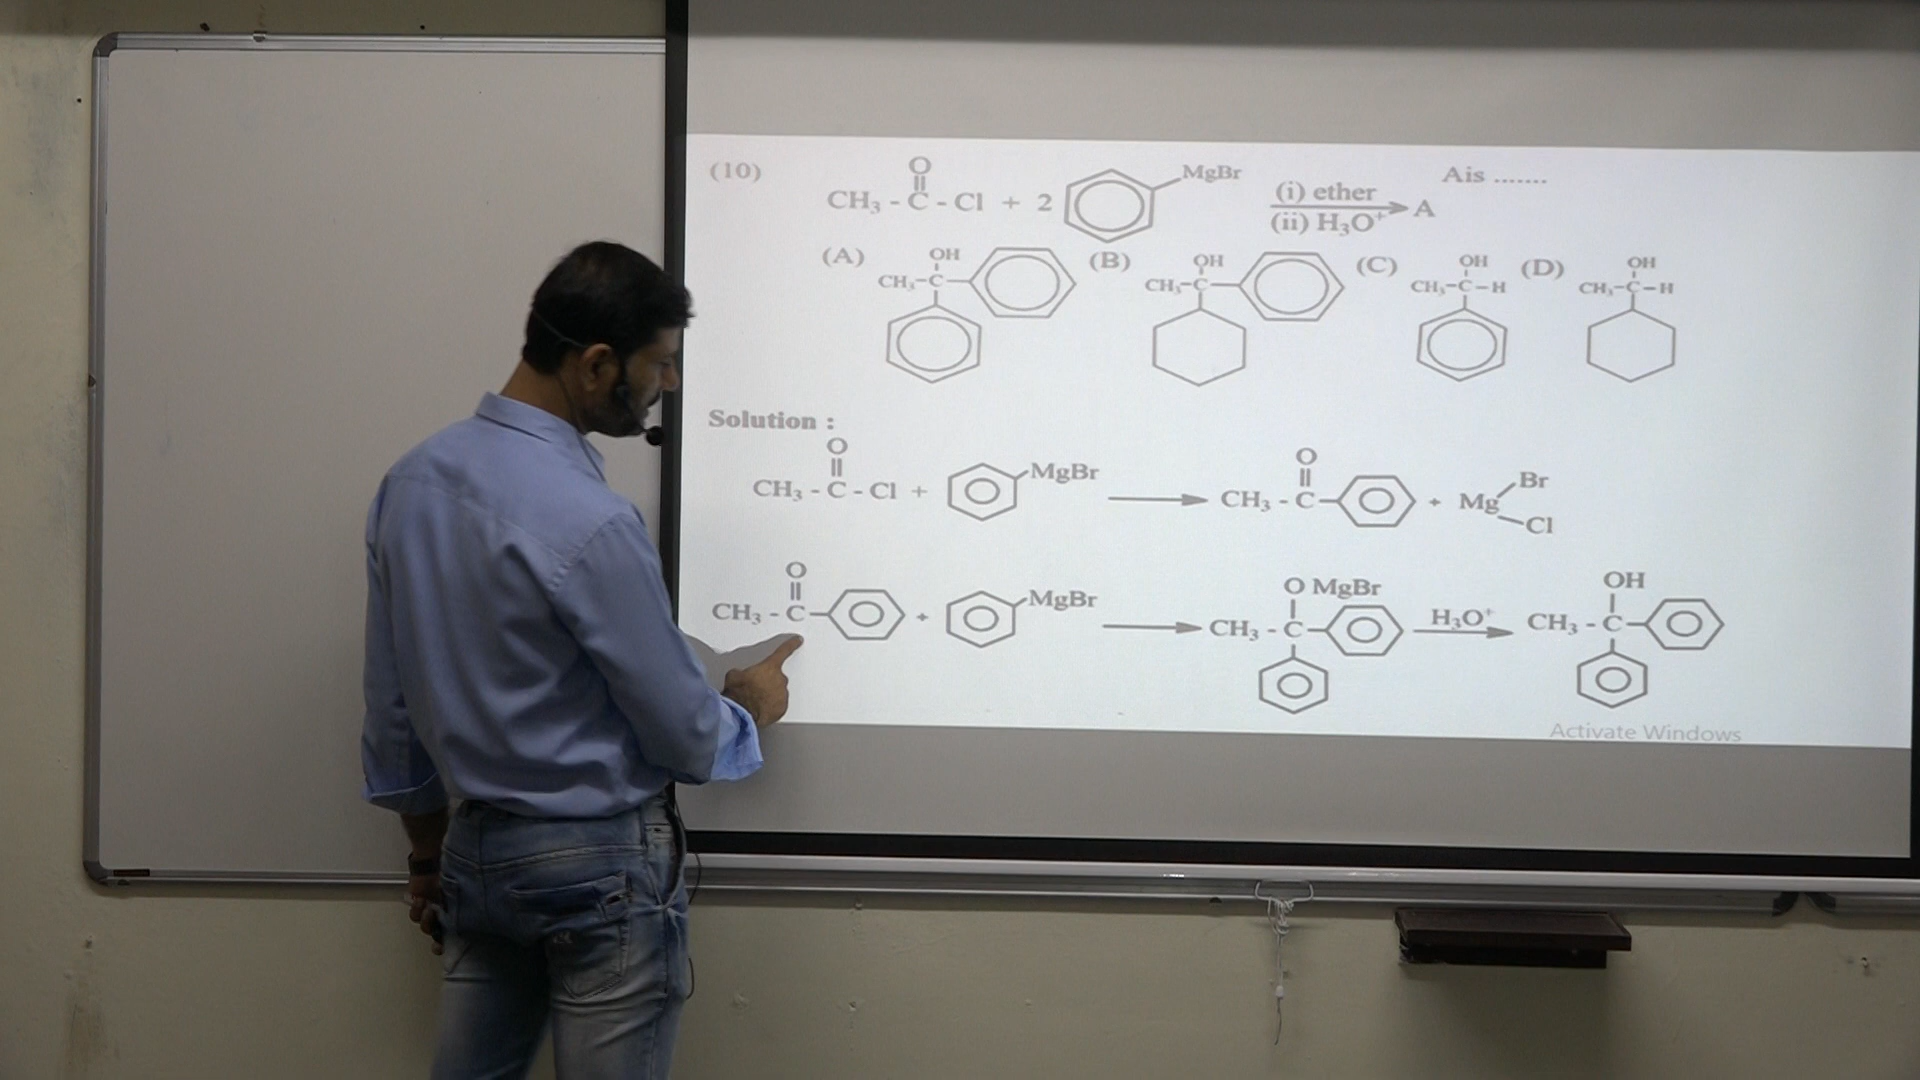 (10)
O
CH₃ - C - Cl + 2 MgBr (i) ether A Ais .......
(ii) H₃O⁺
(A) OH (B) OH (C) OH (D) OH
CH₃-C- CH₃-C- CH₃-C-H CH₃-C-H
Solution :
O O
CH₃ - C - Cl + MgBr CH₃ - C - + Mg Br
Cl
O O MgBr OH
CH₃ - C - + MgBr CH₃ - C - H₃O⁺ CH₃ - C -
Activate Windows